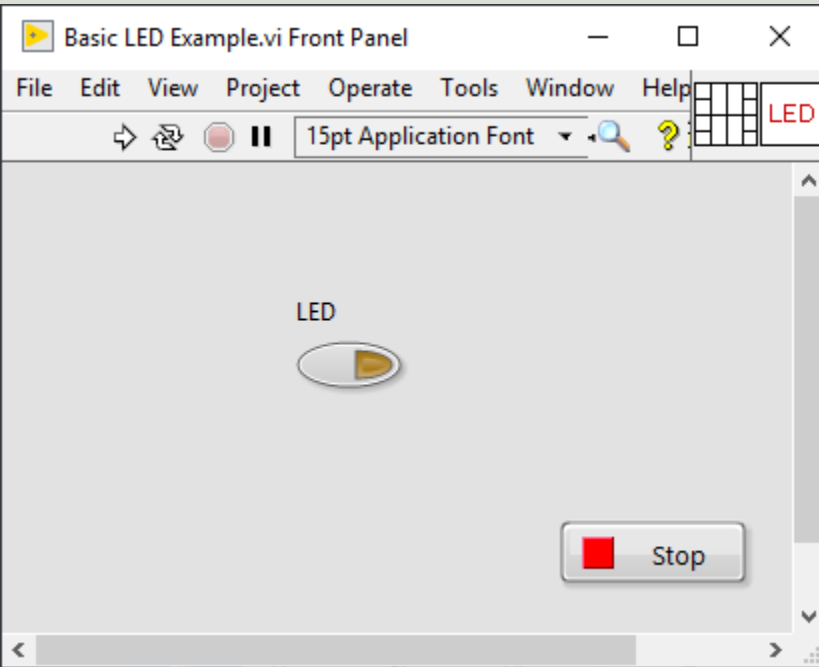 Basic LED Example.vi Front Panel
File Edit View Project Operate Tools Window Help
15pt Application Font
?
LED
LED
Stop